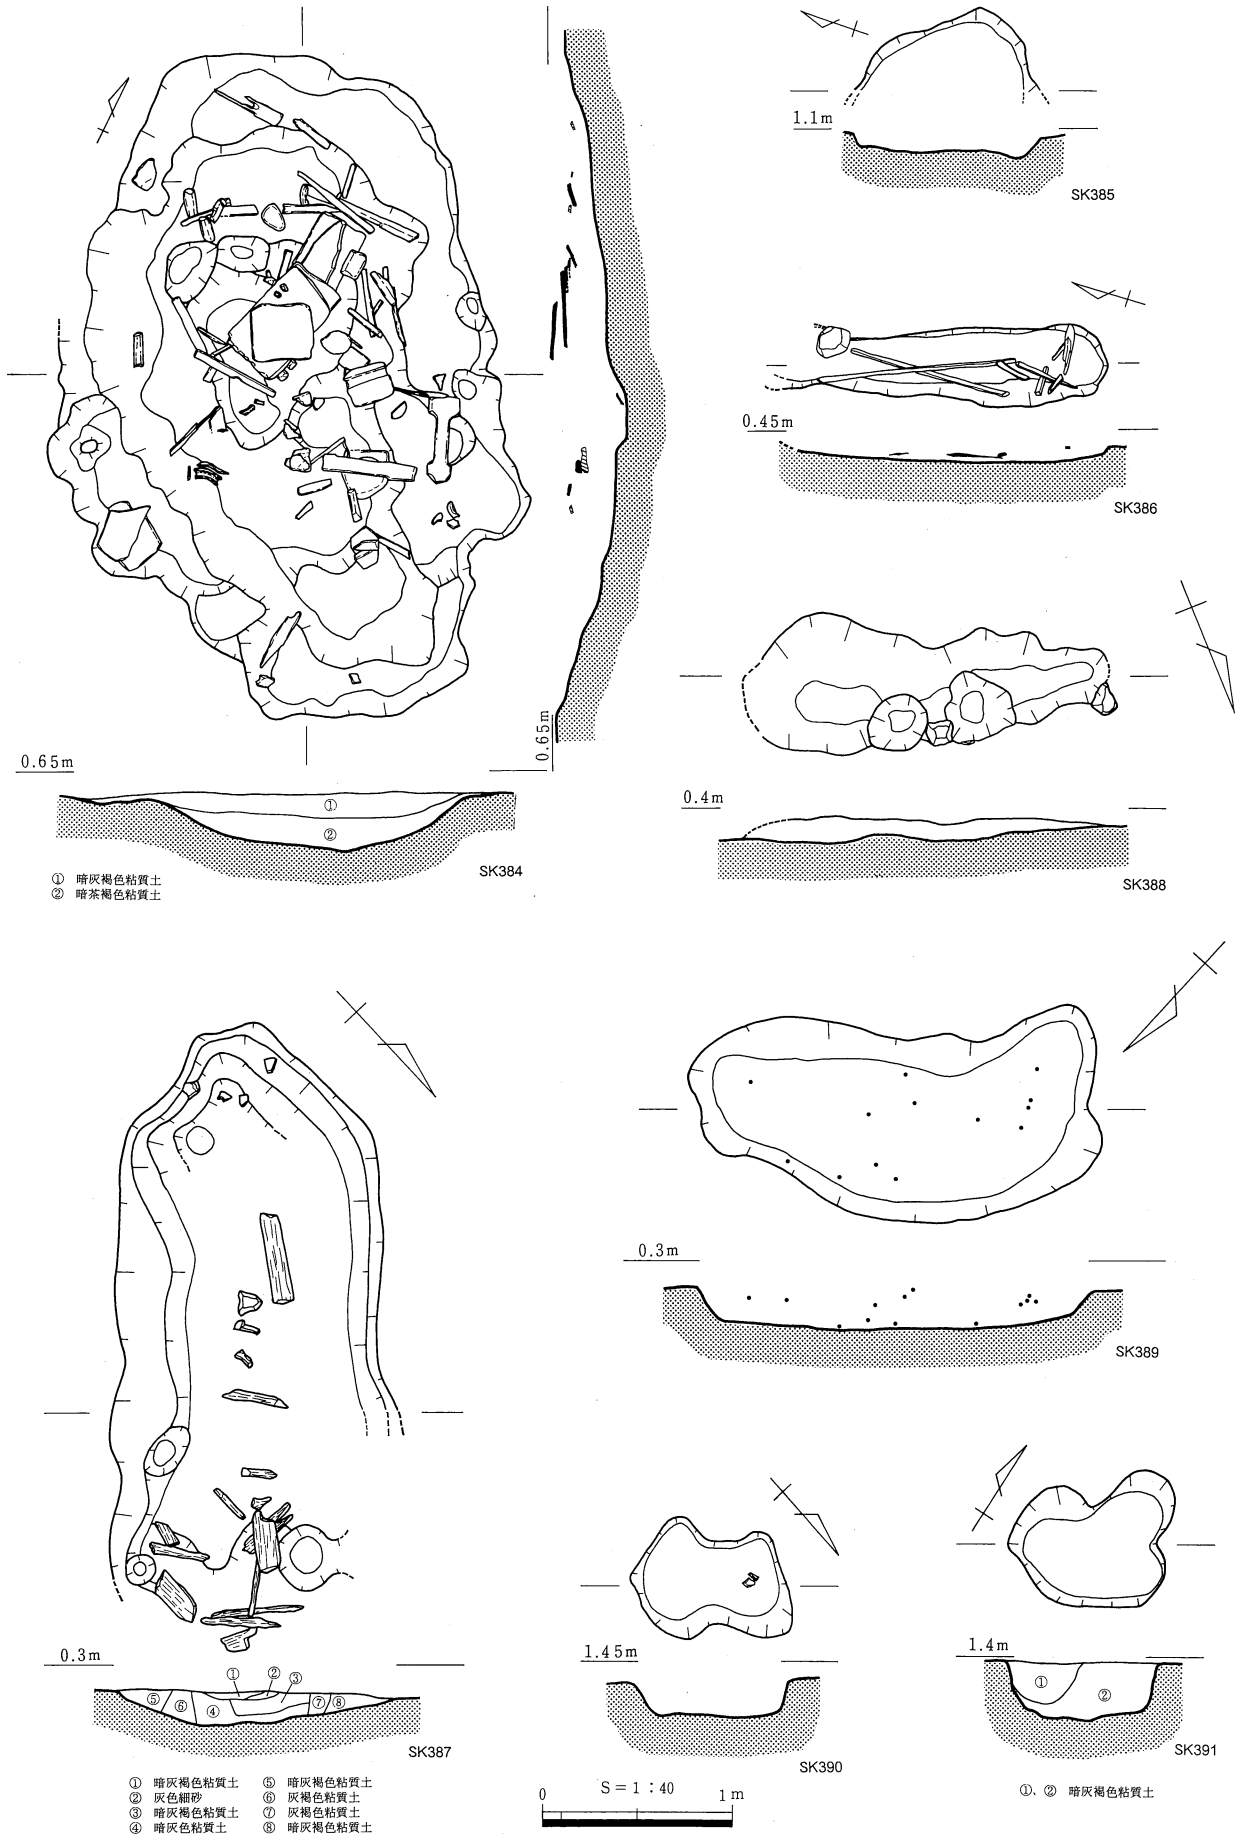 1.1m
SK385
0.45m
SK386
0.65m
0.65m
①
②
SK384
① 暗灰褐色粘質土
② 暗茶褐色粘質土
0.4m
SK388
0.3m
SK389
0.3m
① ② ③
⑤ ⑥ ④ ⑦ ⑧
SK387
① 暗灰褐色粘質土
② 灰色細砂
③ 暗灰褐色粘質土
④ 暗灰色粘質土
⑤ 暗灰褐色粘質土
⑥ 灰褐色粘質土
⑦ 灰褐色粘質土
⑧ 暗灰褐色粘質土
1.45m
SK390
1.4m
①
②
SK391
①、② 暗灰褐色粘質土
S=1:40
0 1m